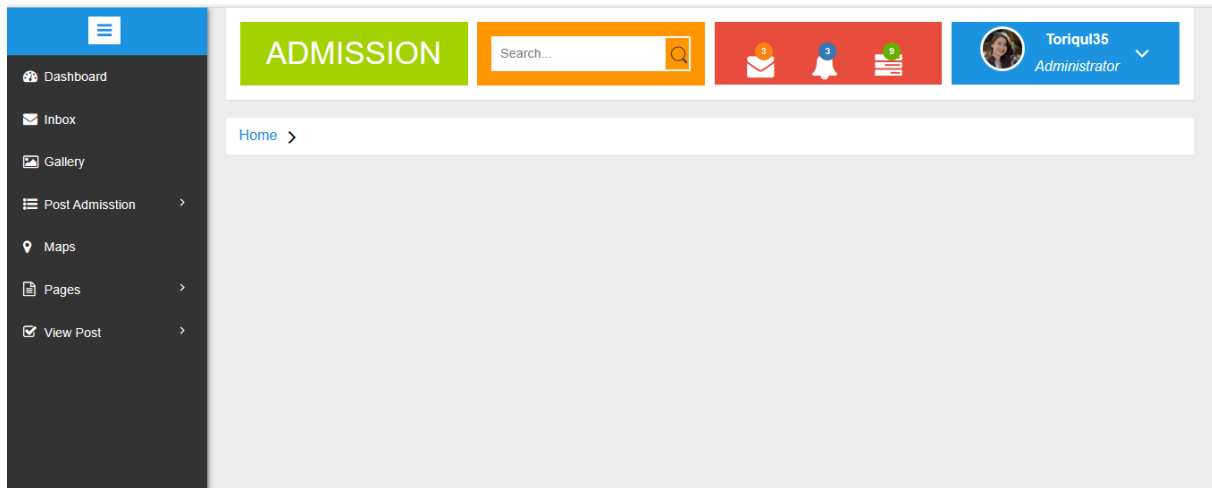 ADMISSION
Search...
3
3
9
Toriqul35
Administrator
Dashboard
Inbox
Gallery
Post Admisstion
Maps
Pages
View Post
Home